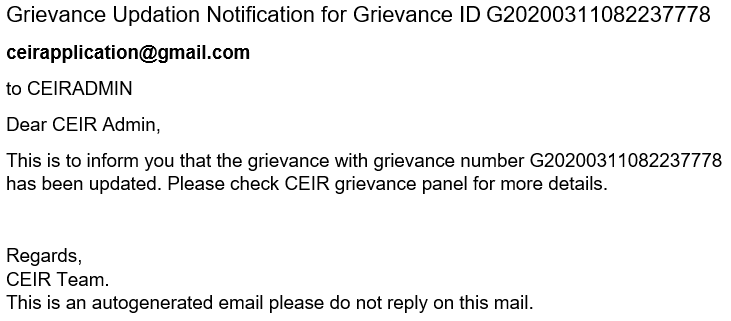 Grievance Updation Notification for Grievance ID G20200311082237778
ceirapplication@gmail.com
to CEIRADMIN
Dear CEIR Admin,
This is to inform you that the grievance with grievance number G20200311082237778
has been updated. Please check CEIR grievance panel for more details.
Regards,
CEIR Team.
This is an autogenerated email please do not reply on this mail.